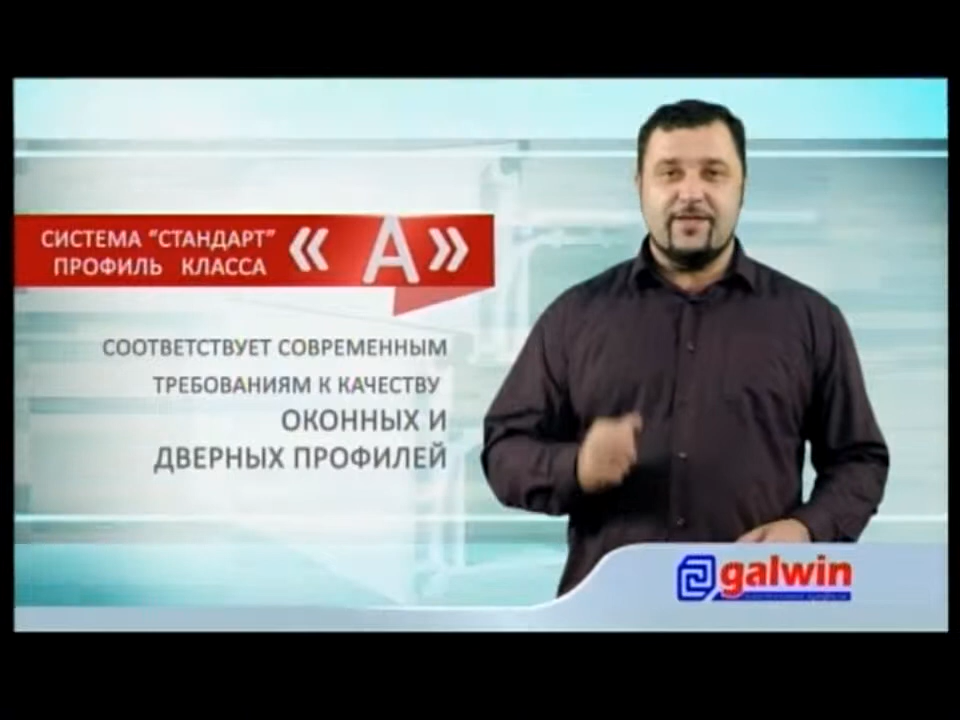 СИСТЕМА “СТАНДАРТ”
ПРОФИЛЬ КЛАССА
« А»
СООТВЕТСТВУЕТ СОВРЕМЕННЫМ
ТРЕБОВАНИЯМ К КАЧЕСТВУ
ОКОННЫХ И
ДВЕРНЫХ ПРОФИЛЕЙ
galwin